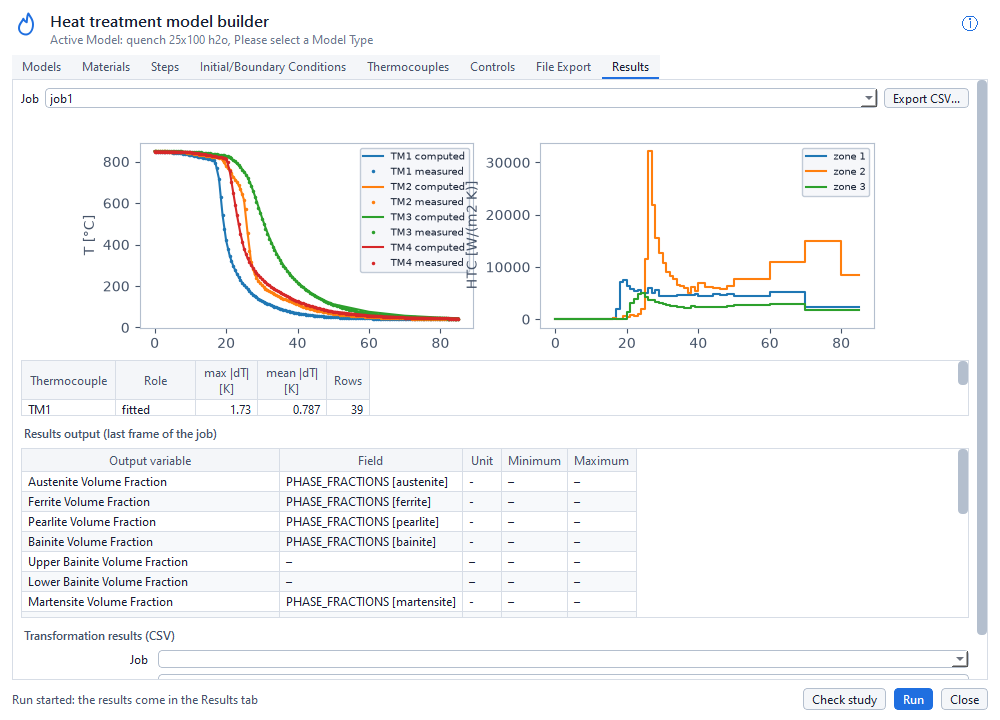 Heat treatment model builder
Active Model: quench 25x100 h2o, Please select a Model Type
Models Materials Steps Initial/Boundary Conditions Thermocouples Controls File Export Results
Job job1 Export CSV...
T [°C]
800
600
400
200
0
0 20 40 60 80
TM1 computed
TM1 measured
TM2 computed
TM2 measured
TM3 computed
TM3 measured
TM4 computed
TM4 measured
HTC [W/(m2 K)]
30000
20000
10000
0
0 20 40 60 80
zone 1
zone 2
zone 3
Thermocouple Role max |dT| [K] mean |dT| [K] Rows
TM1 fitted 1.73 0.787 39
Results output (last frame of the job)
Output variable Field Unit Minimum Maximum
Austenite Volume Fraction PHASE_FRACTIONS [austenite] - – –
Ferrite Volume Fraction PHASE_FRACTIONS [ferrite] - – –
Pearlite Volume Fraction PHASE_FRACTIONS [pearlite] - – –
Bainite Volume Fraction PHASE_FRACTIONS [bainite] - – –
Upper Bainite Volume Fraction – – – –
Lower Bainite Volume Fraction – – – –
Martensite Volume Fraction PHASE_FRACTIONS [martensite] - – –
Transformation results (CSV)
Job
Run started: the results come in the Results tab
Check study Run Close